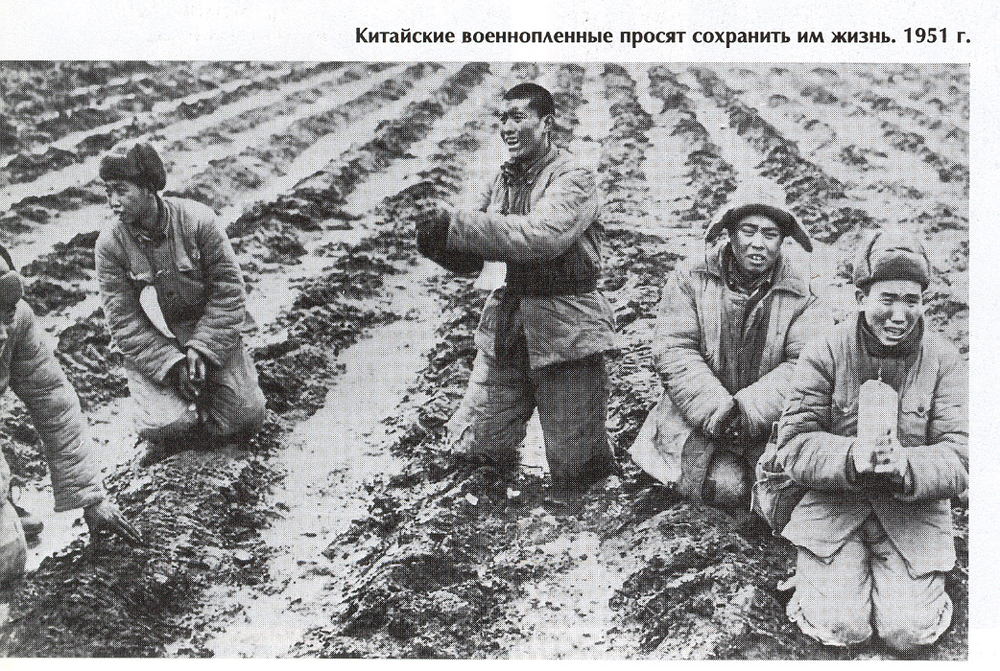 Китайские военнопленные просят сохранить им жизнь. 1951 г.